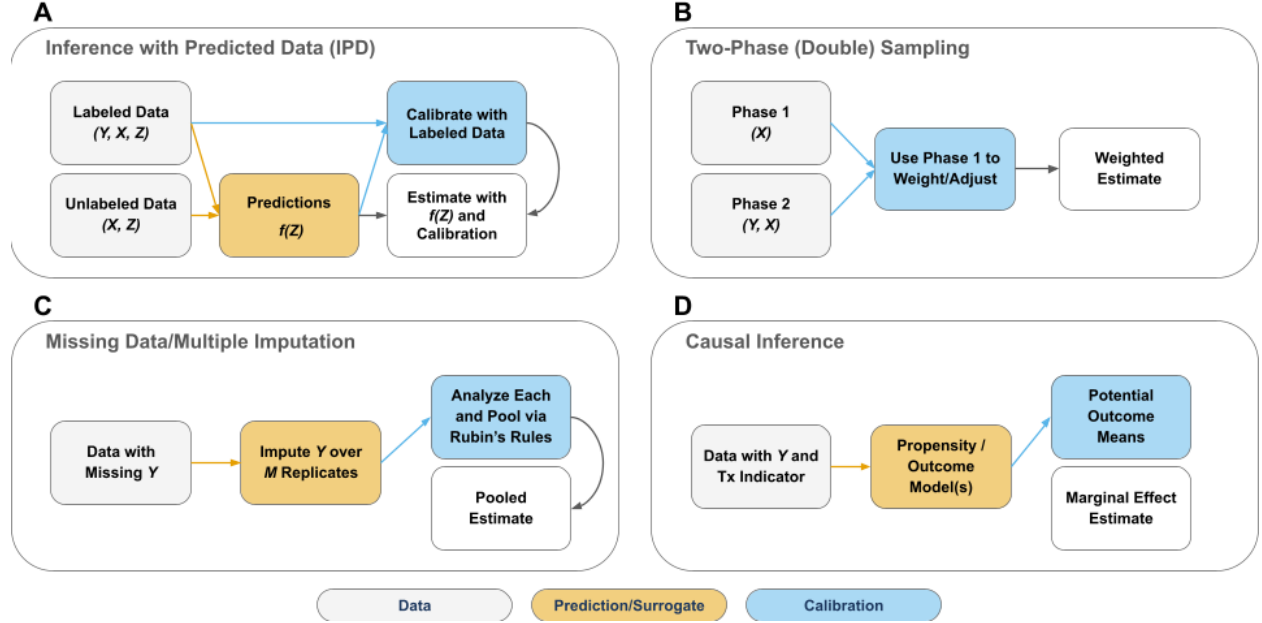 A
Inference with Predicted Data (IPD)
Labeled Data
(Y, X, Z)
Unlabeled Data
(X, Z)
Predictions
f(Z)
Calibrate with
Labeled Data
Estimate with
f(Z) and
Calibration
B
Two-Phase (Double) Sampling
Phase 1
(X)
Phase 2
(Y, X)
Use Phase 1 to
Weight/Adjust
Weighted
Estimate
C
Missing Data/Multiple Imputation
Data with
Missing Y
Impute Y over
M Replicates
Analyze Each
and Pool via
Rubin's Rules
Pooled
Estimate
D
Causal Inference
Data with Y and
Tx Indicator
Propensity /
Outcome
Model(s)
Potential
Outcome
Means
Marginal Effect
Estimate
Data
Prediction/Surrogate
Calibration